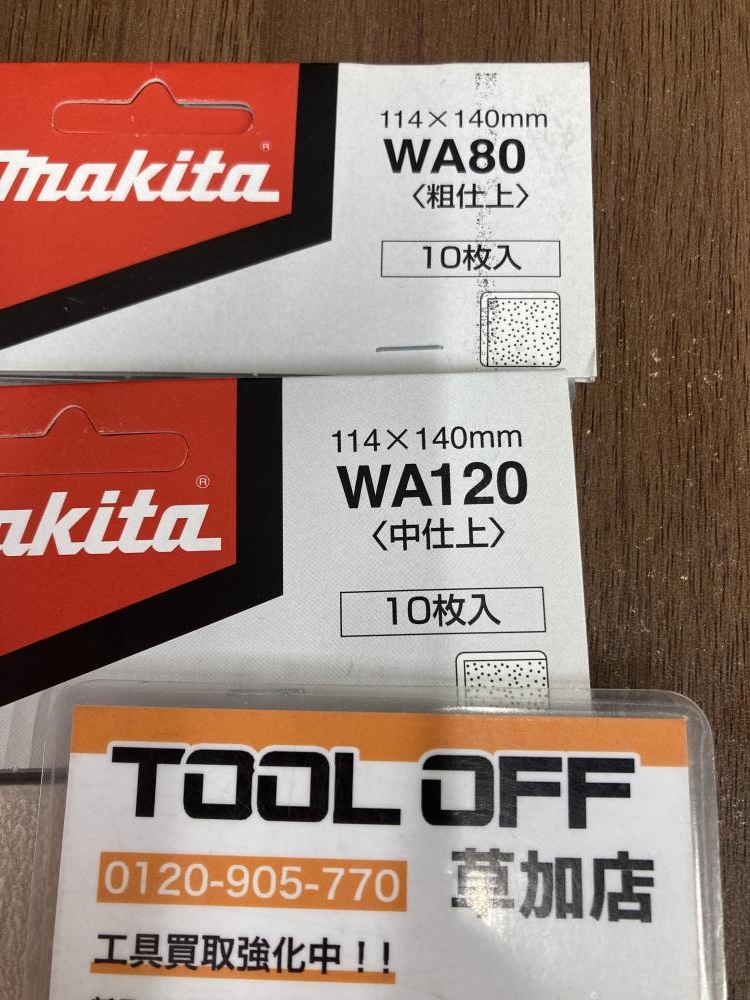 makita®
114×140mm
WA80
〈粗仕上〉
10枚入
akita®
114×140mm
WA120
〈中仕上〉
10枚入
TOOL OFF
0120-905-770
草加店
工具買取強化中！！